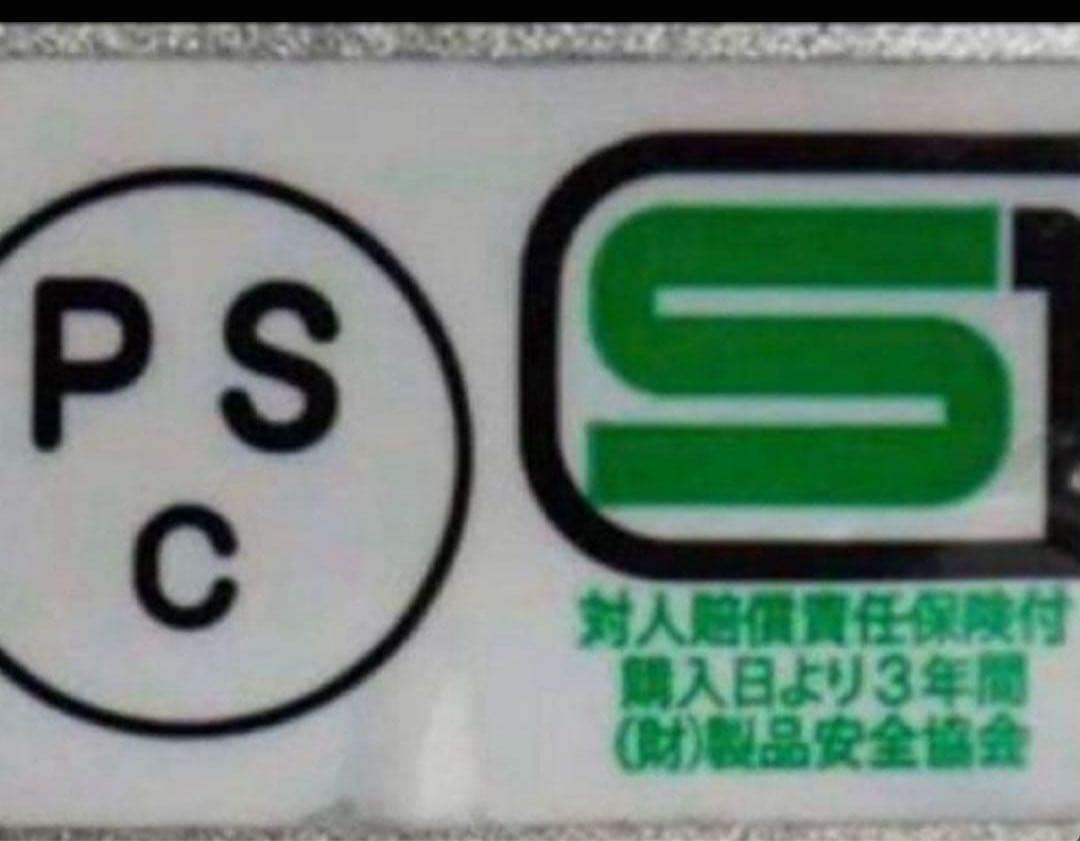 PS
C
S
対人賠償責任保険付
購入日より3年間
(財)製品安全協会